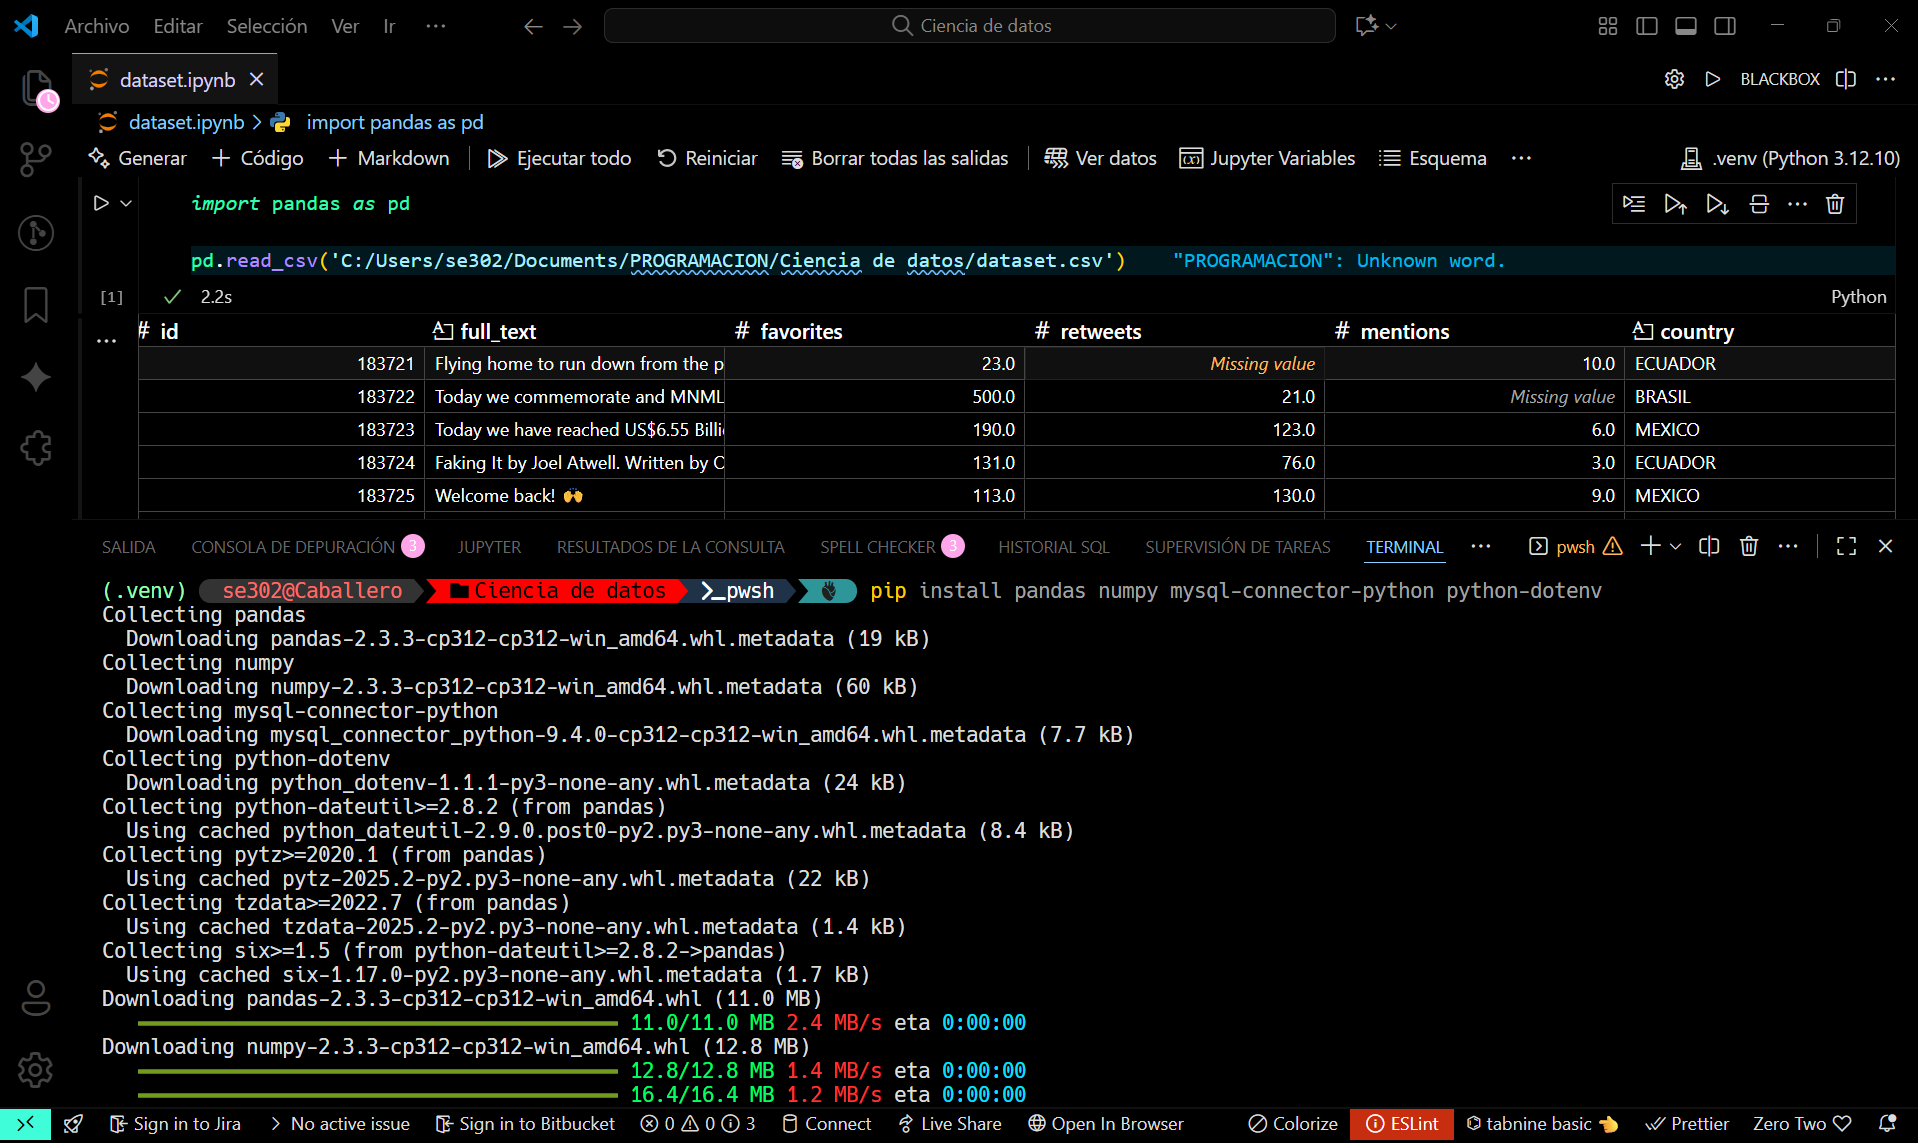 Archivo Editar Selección Ver Ir ··· Ciencia de datos
dataset.ipynb BLACKBOX ···
dataset.ipynb > import pandas as pd
Generar + Código + Markdown Ejecutar todo Reiniciar Borrar todas las salidas Ver datos Jupyter Variables Esquema ··· .venv (Python 3.12.10)
import pandas as pd
pd.read_csv('C:/Users/se302/Documents/PROGRAMACION/Ciencia de datos/dataset.csv') "PROGRAMACION": Unknown word.
[1] 2.2s Python
# id full_text # favorites # retweets # mentions country
183721 Flying home to run down from the p 23.0 Missing value 10.0 ECUADOR
183722 Today we commemorate and MNML 500.0 21.0 Missing value BRASIL
183723 Today we have reached US$6.55 Billi 190.0 123.0 6.0 MEXICO
183724 Faking It by Joel Atwell. Written by C 131.0 76.0 3.0 ECUADOR
183725 Welcome back! 🙌 113.0 130.0 9.0 MEXICO
SALIDA CONSOLA DE DEPURACIÓN 3 JUPYTER RESULTADOS DE LA CONSULTA SPELL CHECKER 3 HISTORIAL SQL SUPERVISIÓN DE TAREAS TERMINAL ··· pwsh
(.venv) se302@Caballero Ciencia de datos >_pwsh pip install pandas numpy mysql-connector-python python-dotenv
Collecting pandas
Downloading pandas-2.3.3-cp312-cp312-win_amd64.whl.metadata (19 kB)
Collecting numpy
Downloading numpy-2.3.3-cp312-cp312-win_amd64.whl.metadata (60 kB)
Collecting mysql-connector-python
Downloading mysql_connector_python-9.4.0-cp312-cp312-win_amd64.whl.metadata (7.7 kB)
Collecting python-dotenv
Downloading python_dotenv-1.1.1-py3-none-any.whl.metadata (24 kB)
Collecting python-dateutil>=2.8.2 (from pandas)
Using cached python_dateutil-2.9.0.post0-py2.py3-none-any.whl.metadata (8.4 kB)
Collecting pytz>=2020.1 (from pandas)
Using cached pytz-2025.2-py2.py3-none-any.whl.metadata (22 kB)
Collecting tzdata>=2022.7 (from pandas)
Using cached tzdata-2025.2-py2.py3-none-any.whl.metadata (1.4 kB)
Collecting six>=1.5 (from python-dateutil>=2.8.2->pandas)
Using cached six-1.17.0-py2.py3-none-any.whl.metadata (1.7 kB)
Downloading pandas-2.3.3-cp312-cp312-win_amd64.whl (11.0 MB)
11.0/11.0 MB 2.4 MB/s eta 0:00:00
Downloading numpy-2.3.3-cp312-cp312-win_amd64.whl (12.8 MB)
12.8/12.8 MB 1.4 MB/s eta 0:00:00
16.4/16.4 MB 1.2 MB/s eta 0:00:00
Sign in to Jira > No active issue Sign in to Bitbucket 0 0 3 Connect Live Share Open In Browser Colorize ESLint tabnine basic 👈 Prettier Zero Two ♡